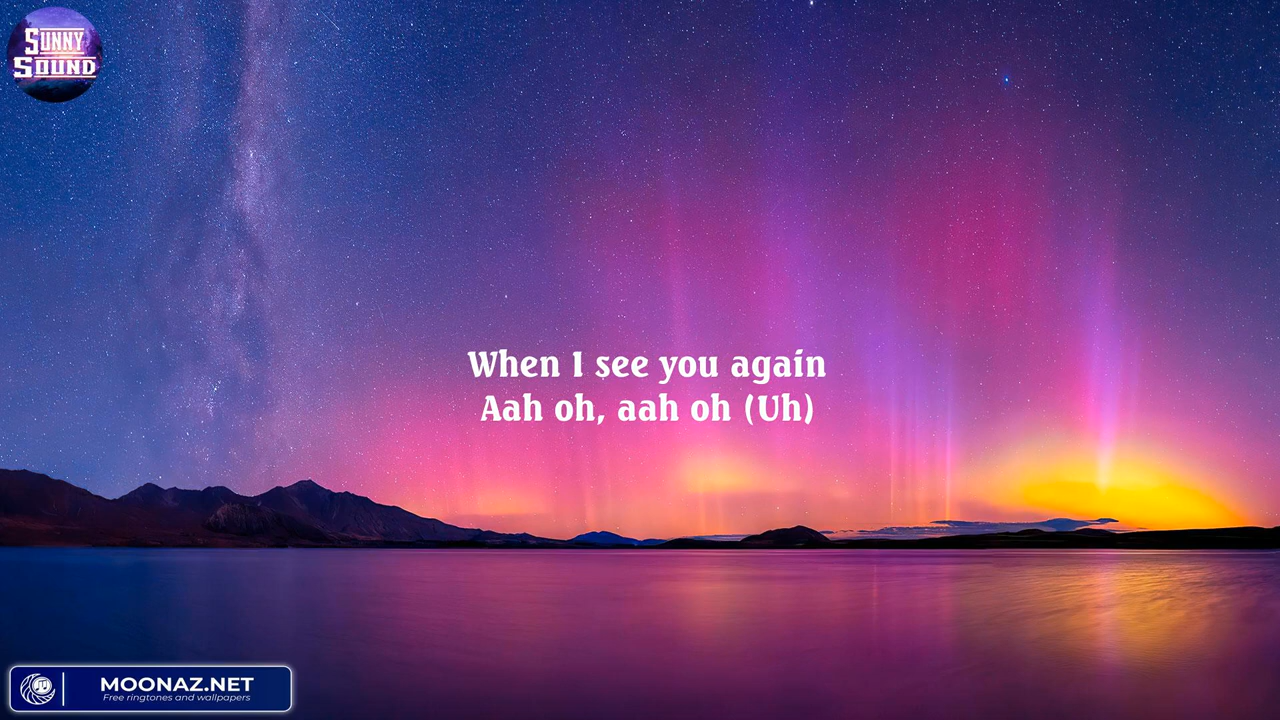 SUNNY
SOUND
When I see you again
Aah oh, aah oh (Uh)
MOONAZ.NET
Free ringtones and wallpapers